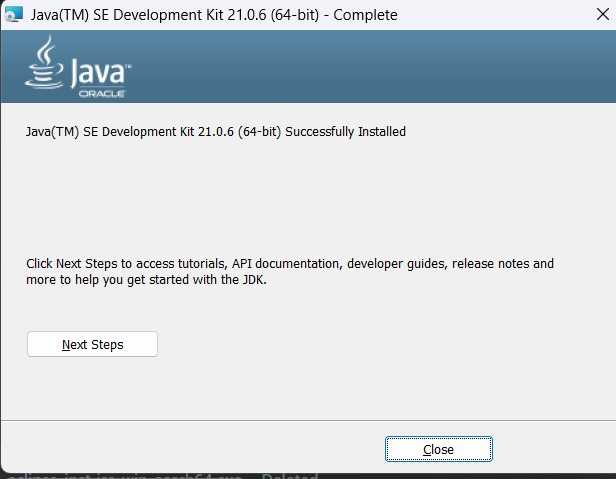 Java(TM) SE Development Kit 21.0.6 (64-bit) - Complete
Java™
ORACLE
Java(TM) SE Development Kit 21.0.6 (64-bit) Successfully Installed
Click Next Steps to access tutorials, API documentation, developer guides, release notes and
more to help you get started with the JDK.
Next Steps
Close